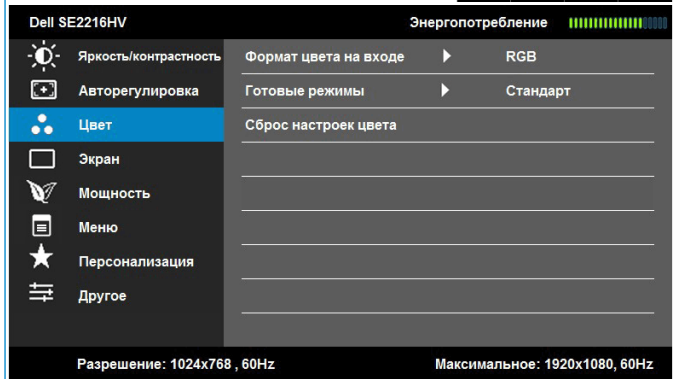 Dell SE2216HV Энергопотребление
Яркость/контрастность Формат цвета на входе RGB
Авторегулировка Готовые режимы Стандарт
Цвет Сброс настроек цвета
Экран
Мощность
Меню
Персонализация
Другое
Разрешение: 1024x768 , 60Hz Максимальное: 1920x1080, 60Hz